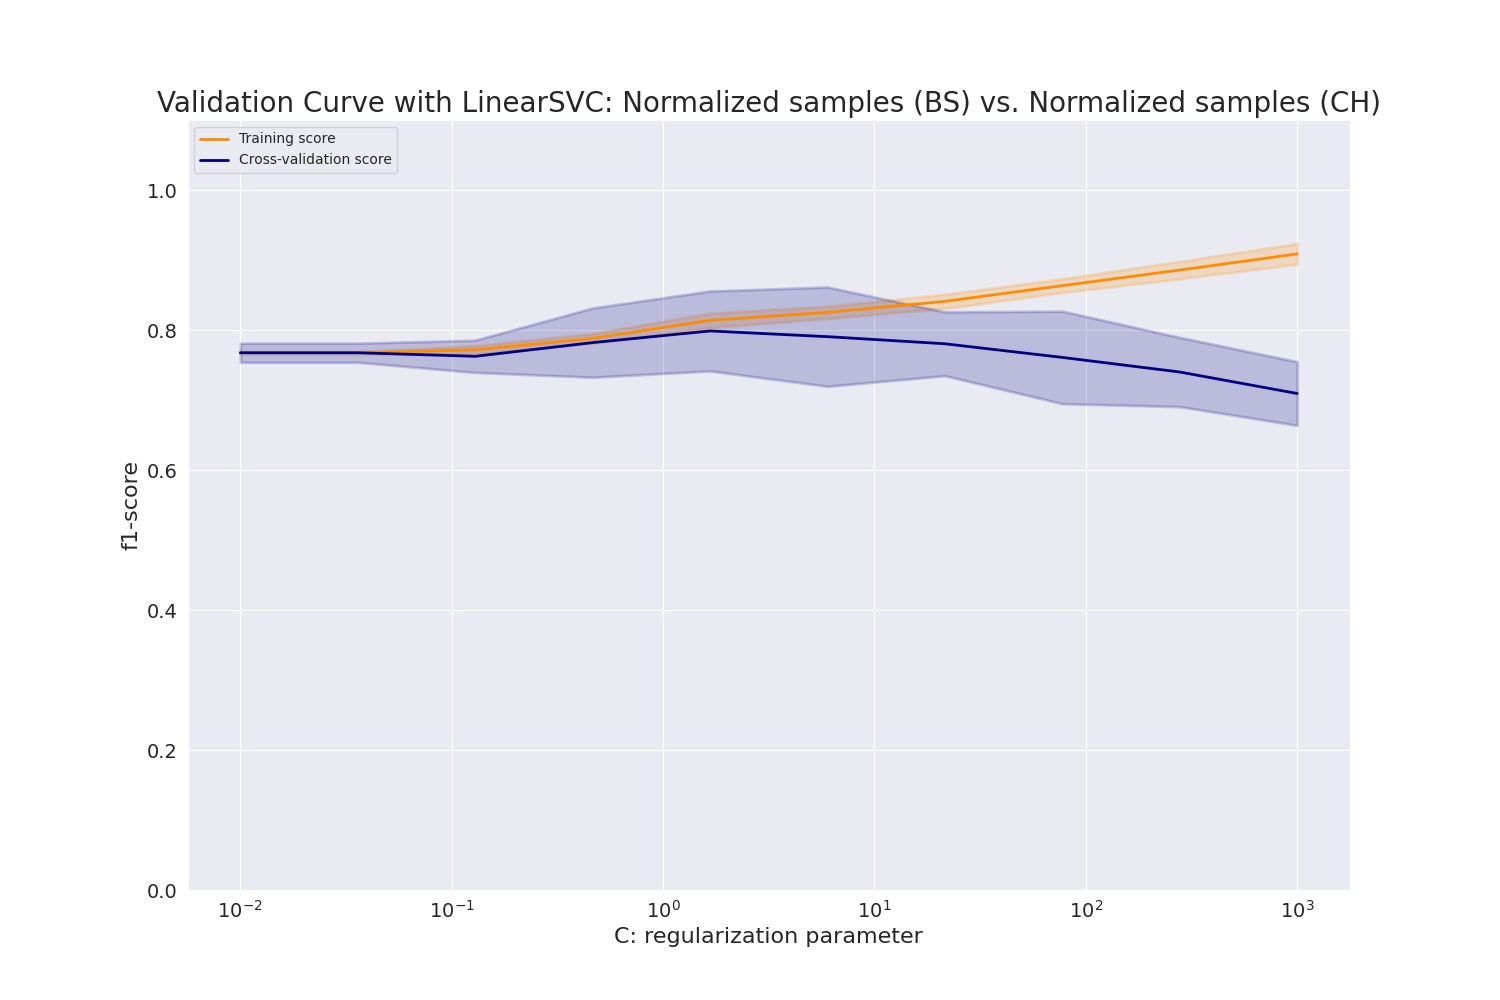 Validation Curve with LinearSVC: Normalized samples (BS) vs. Normalized samples (CH)
Training score
Cross-validation score
1.0
0.8
0.6
0.4
0.2
0.0
f1-score
10⁻² 10⁻¹ 10⁰ 10¹ 10² 10³
C: regularization parameter